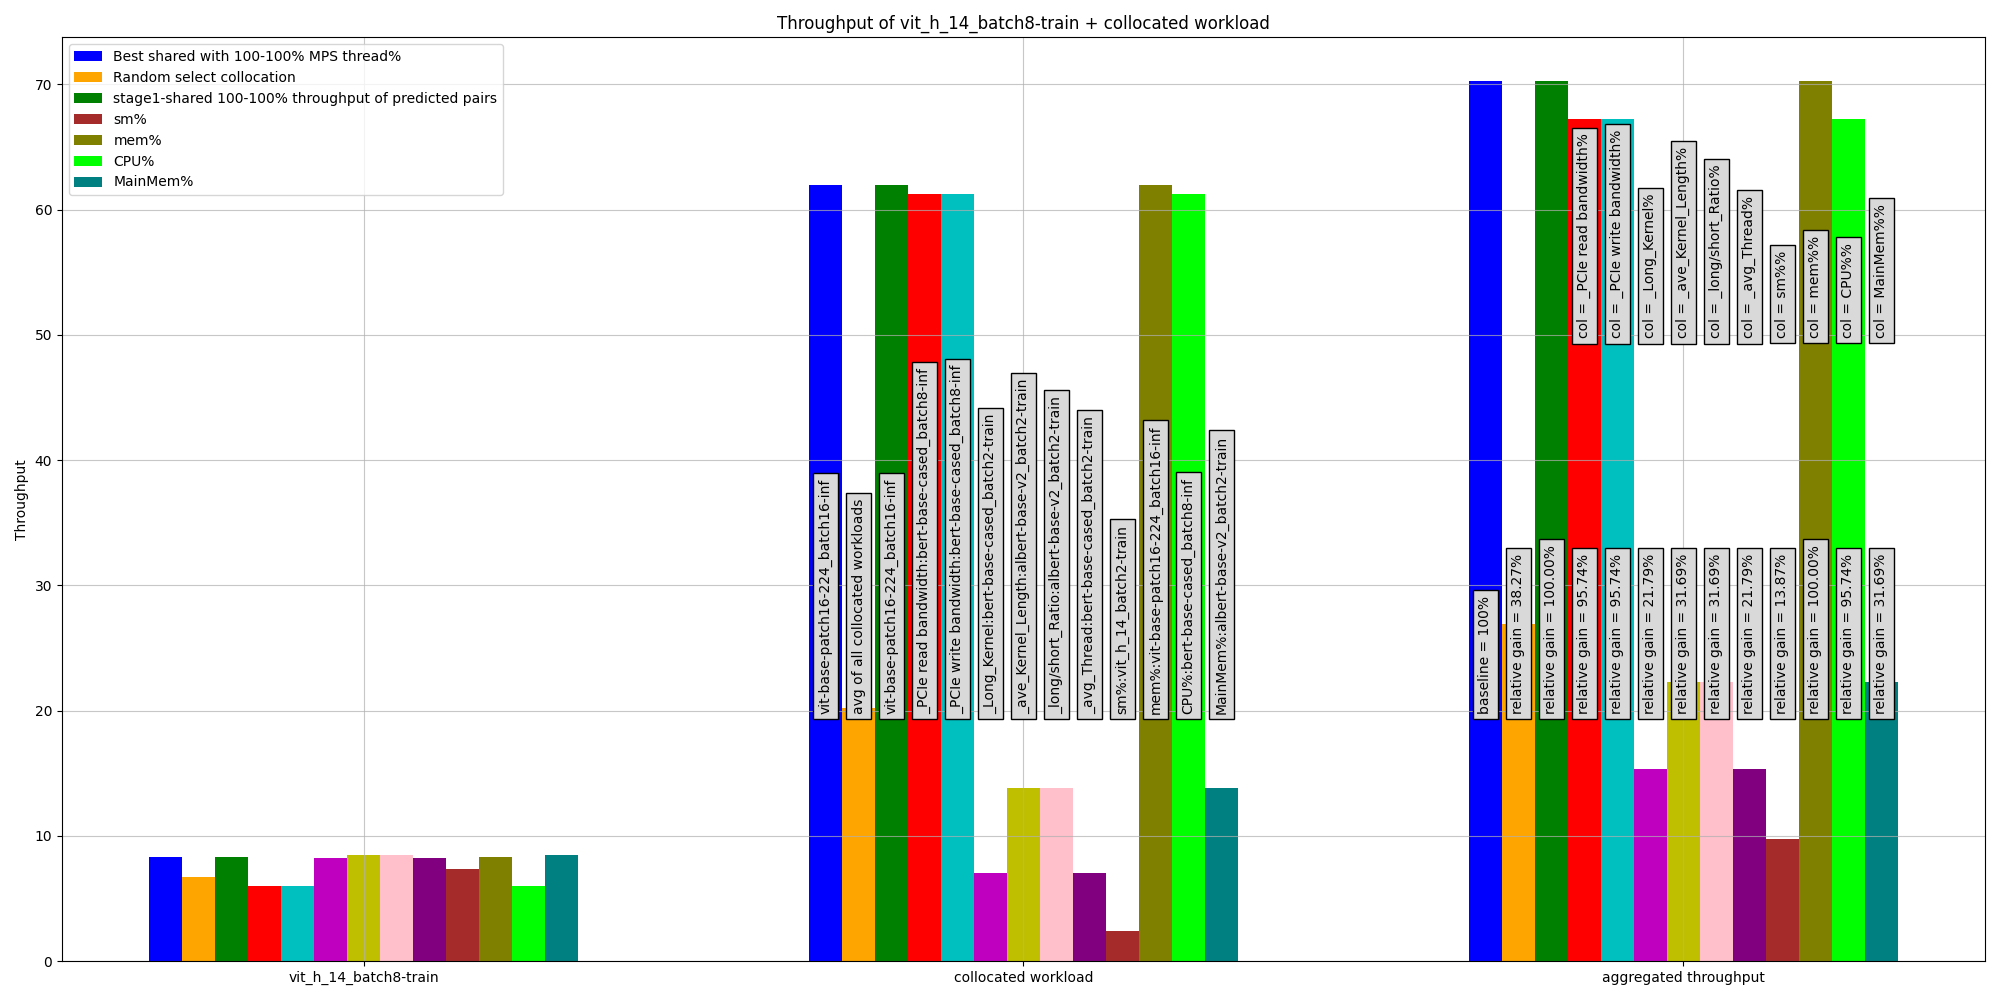 Throughput of vit_h_14_batch8-train + collocated workload
Best shared with 100-100% MPS thread%
Random select collocation
stage1-shared 100-100% throughput of predicted pairs
sm%
mem%
CPU%
MainMem%
Throughput
70
60
50
40
30
20
10
0
vit-base-patch16-224_batch16-inf
avg of all collocated workloads
vit-base-patch16-224_batch16-inf
_PCIe read bandwidth:bert-base-cased_batch8-inf
_PCIe write bandwidth:bert-base-cased_batch8-inf
_Long_Kernel:bert-base-cased_batch2-train
_ave_Kernel_Length:albert-base-v2_batch2-train
_long/short_Ratio:albert-base-v2_batch2-train
_avg_Thread:bert-base-cased_batch2-train
sm%:vit_h_14_batch2-train
mem%:vit-base-patch16-224_batch16-inf
CPU%:bert-base-cased_batch8-inf
MainMem%:albert-base-v2_batch2-train
col = _PCIe read bandwidth%
col = _PCIe write bandwidth%
col = _Long_Kernel%
col = _ave_Kernel_Length%
col = _long/short_Ratio%
col = _avg_Thread%
col = sm%%
col = mem%%
col = CPU%%
col = MainMem%%
baseline = 100%
relative gain = 38.27%
relative gain = 100.00%
relative gain = 95.74%
relative gain = 95.74%
relative gain = 21.79%
relative gain = 31.69%
relative gain = 31.69%
relative gain = 21.79%
relative gain = 13.87%
relative gain = 100.00%
relative gain = 95.74%
relative gain = 31.69%
vit_h_14_batch8-train
collocated workload
aggregated throughput